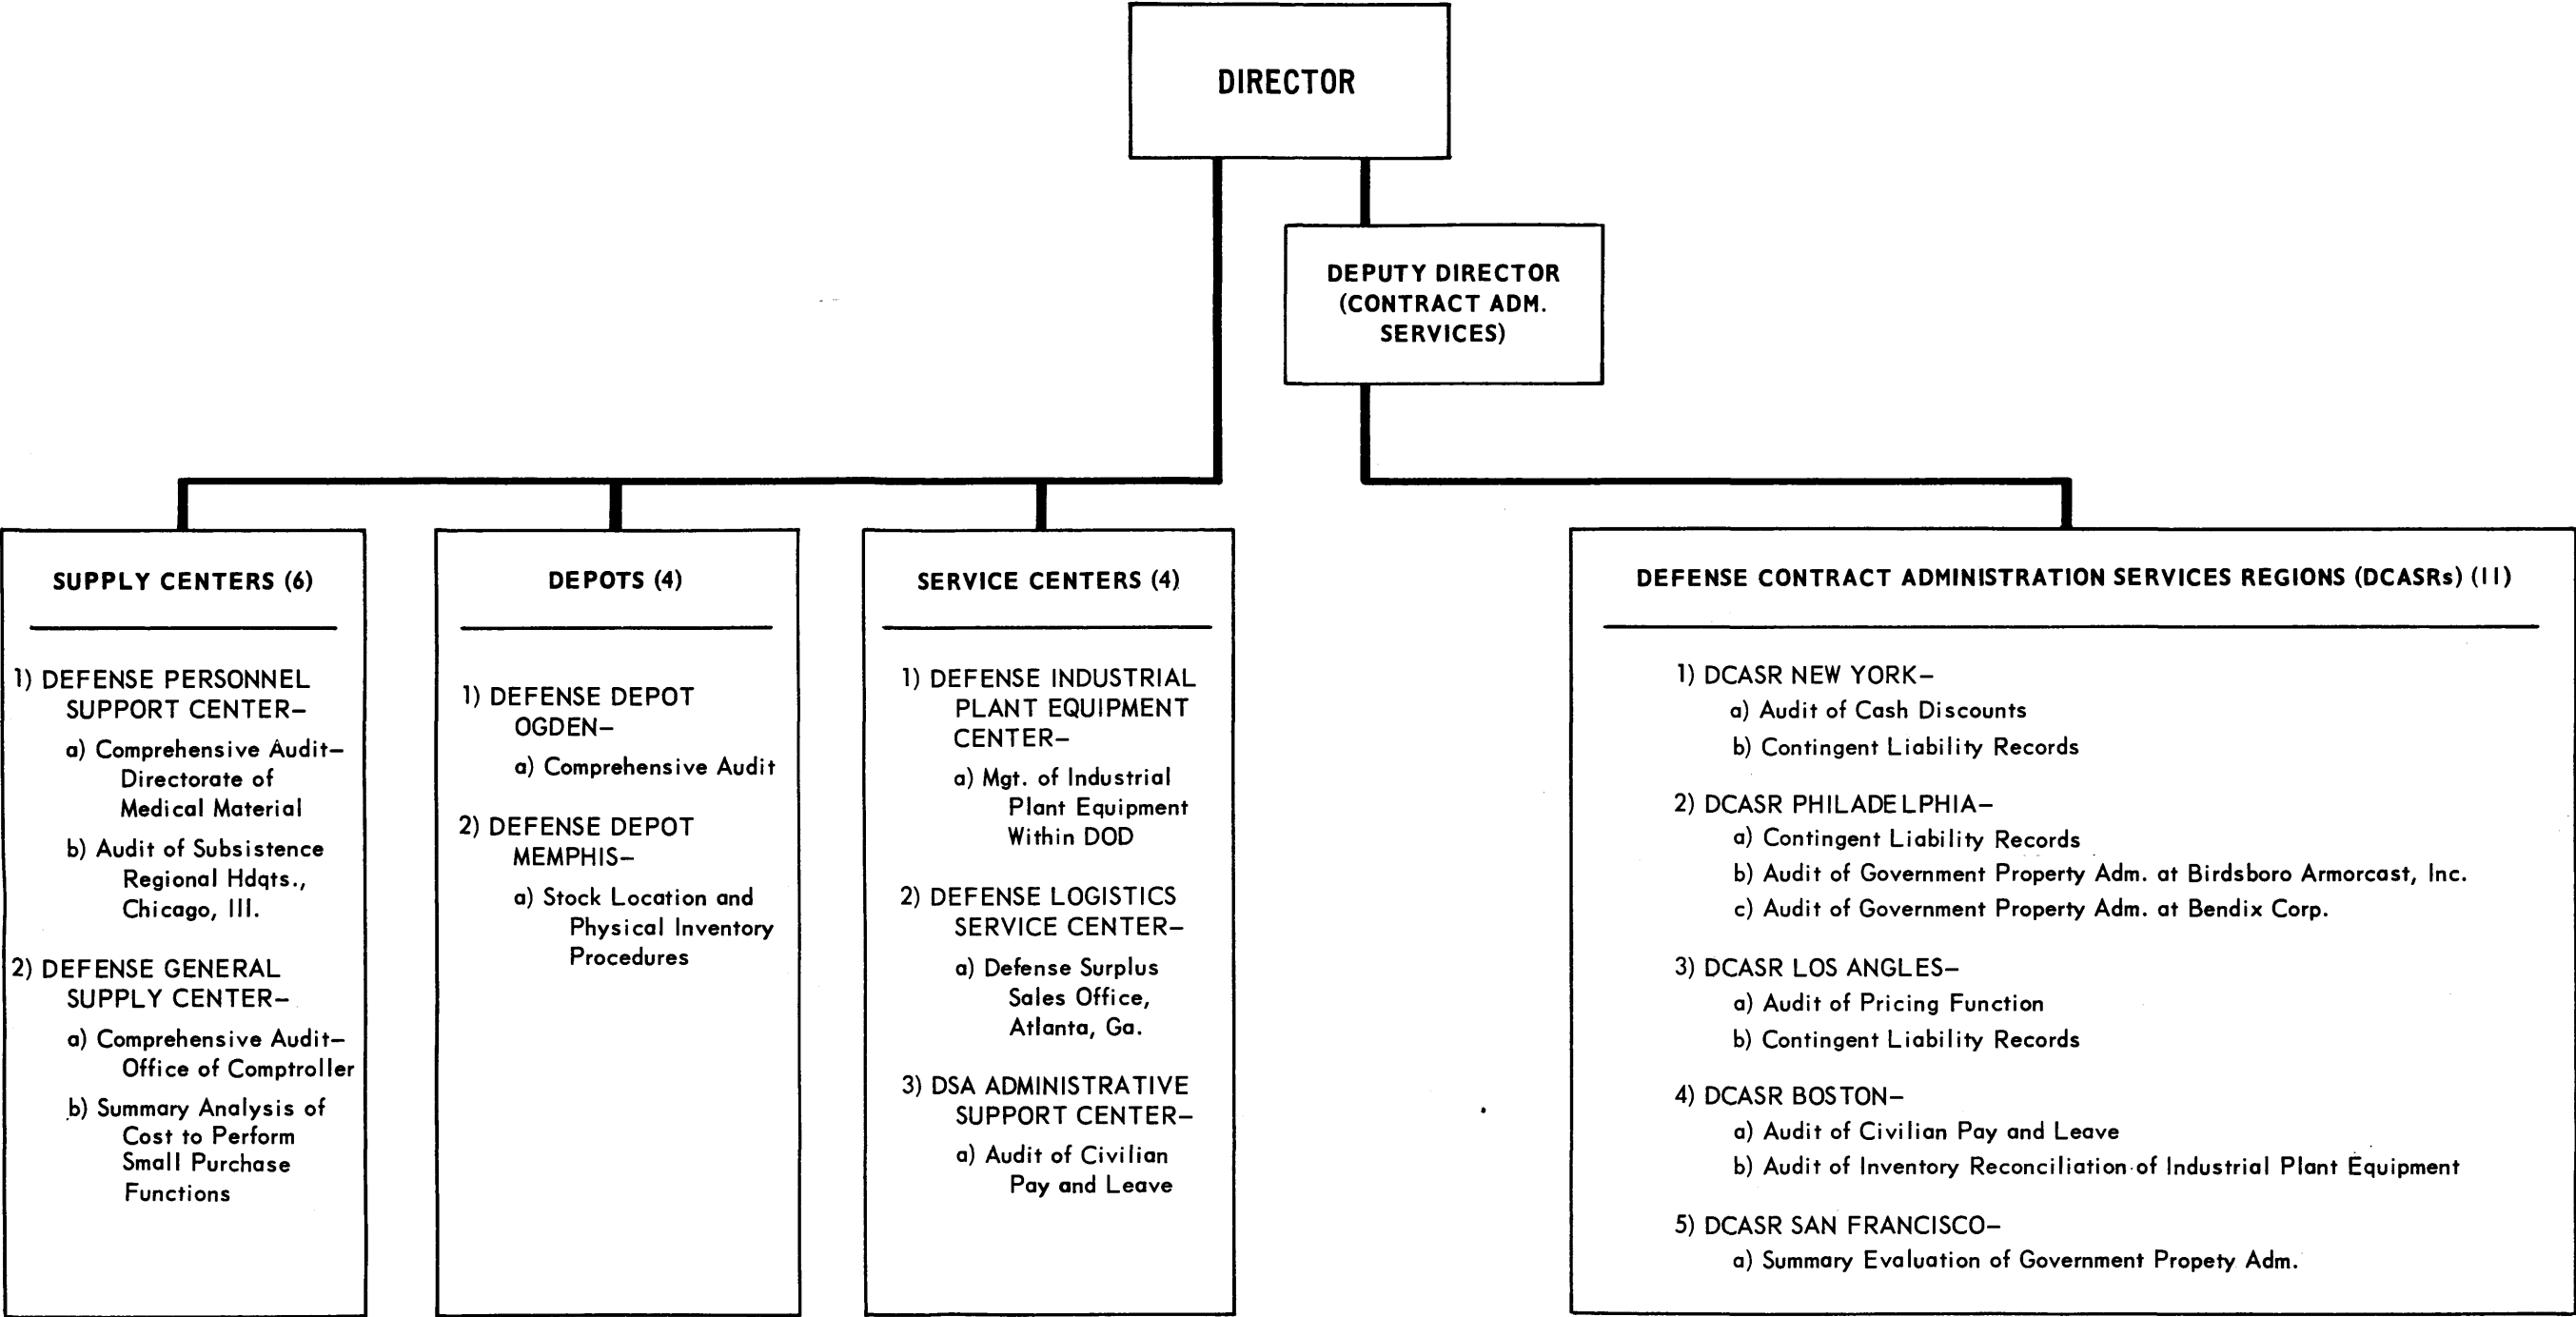 DIRECTOR
DEPUTY DIRECTOR
(CONTRACT ADM.
SERVICES)
SUPPLY CENTERS (6)
1) DEFENSE PERSONNEL
SUPPORT CENTER–
a) Comprehensive Audit–
Directorate of
Medical Material
b) Audit of Subsistence
Regional Hdqts.,
Chicago, Ill.
2) DEFENSE GENERAL
SUPPLY CENTER–
a) Comprehensive Audit–
Office of Comptroller
b) Summary Analysis of
Cost to Perform
Small Purchase
Functions
DEPOTS (4)
1) DEFENSE DEPOT
OGDEN–
a) Comprehensive Audit
2) DEFENSE DEPOT
MEMPHIS–
a) Stock Location and
Physical Inventory
Procedures
SERVICE CENTERS (4)
1) DEFENSE INDUSTRIAL
PLANT EQUIPMENT
CENTER–
a) Mgt. of Industrial
Plant Equipment
Within DOD
2) DEFENSE LOGISTICS
SERVICE CENTER–
a) Defense Surplus
Sales Office,
Atlanta, Ga.
3) DSA ADMINISTRATIVE
SUPPORT CENTER–
a) Audit of Civilian
Pay and Leave
DEFENSE CONTRACT ADMINISTRATION SERVICES REGIONS (DCASRs) (11)
1) DCASR NEW YORK–
a) Audit of Cash Discounts
b) Contingent Liability Records
2) DCASR PHILADELPHIA–
a) Contingent Liability Records
b) Audit of Government Property Adm. at Birdsboro Armorcast, Inc.
c) Audit of Government Property Adm. at Bendix Corp.
3) DCASR LOS ANGLES–
a) Audit of Pricing Function
b) Contingent Liability Records
4) DCASR BOSTON–
a) Audit of Civilian Pay and Leave
b) Audit of Inventory Reconciliation of Industrial Plant Equipment
5) DCASR SAN FRANCISCO–
a) Summary Evaluation of Government Propety Adm.